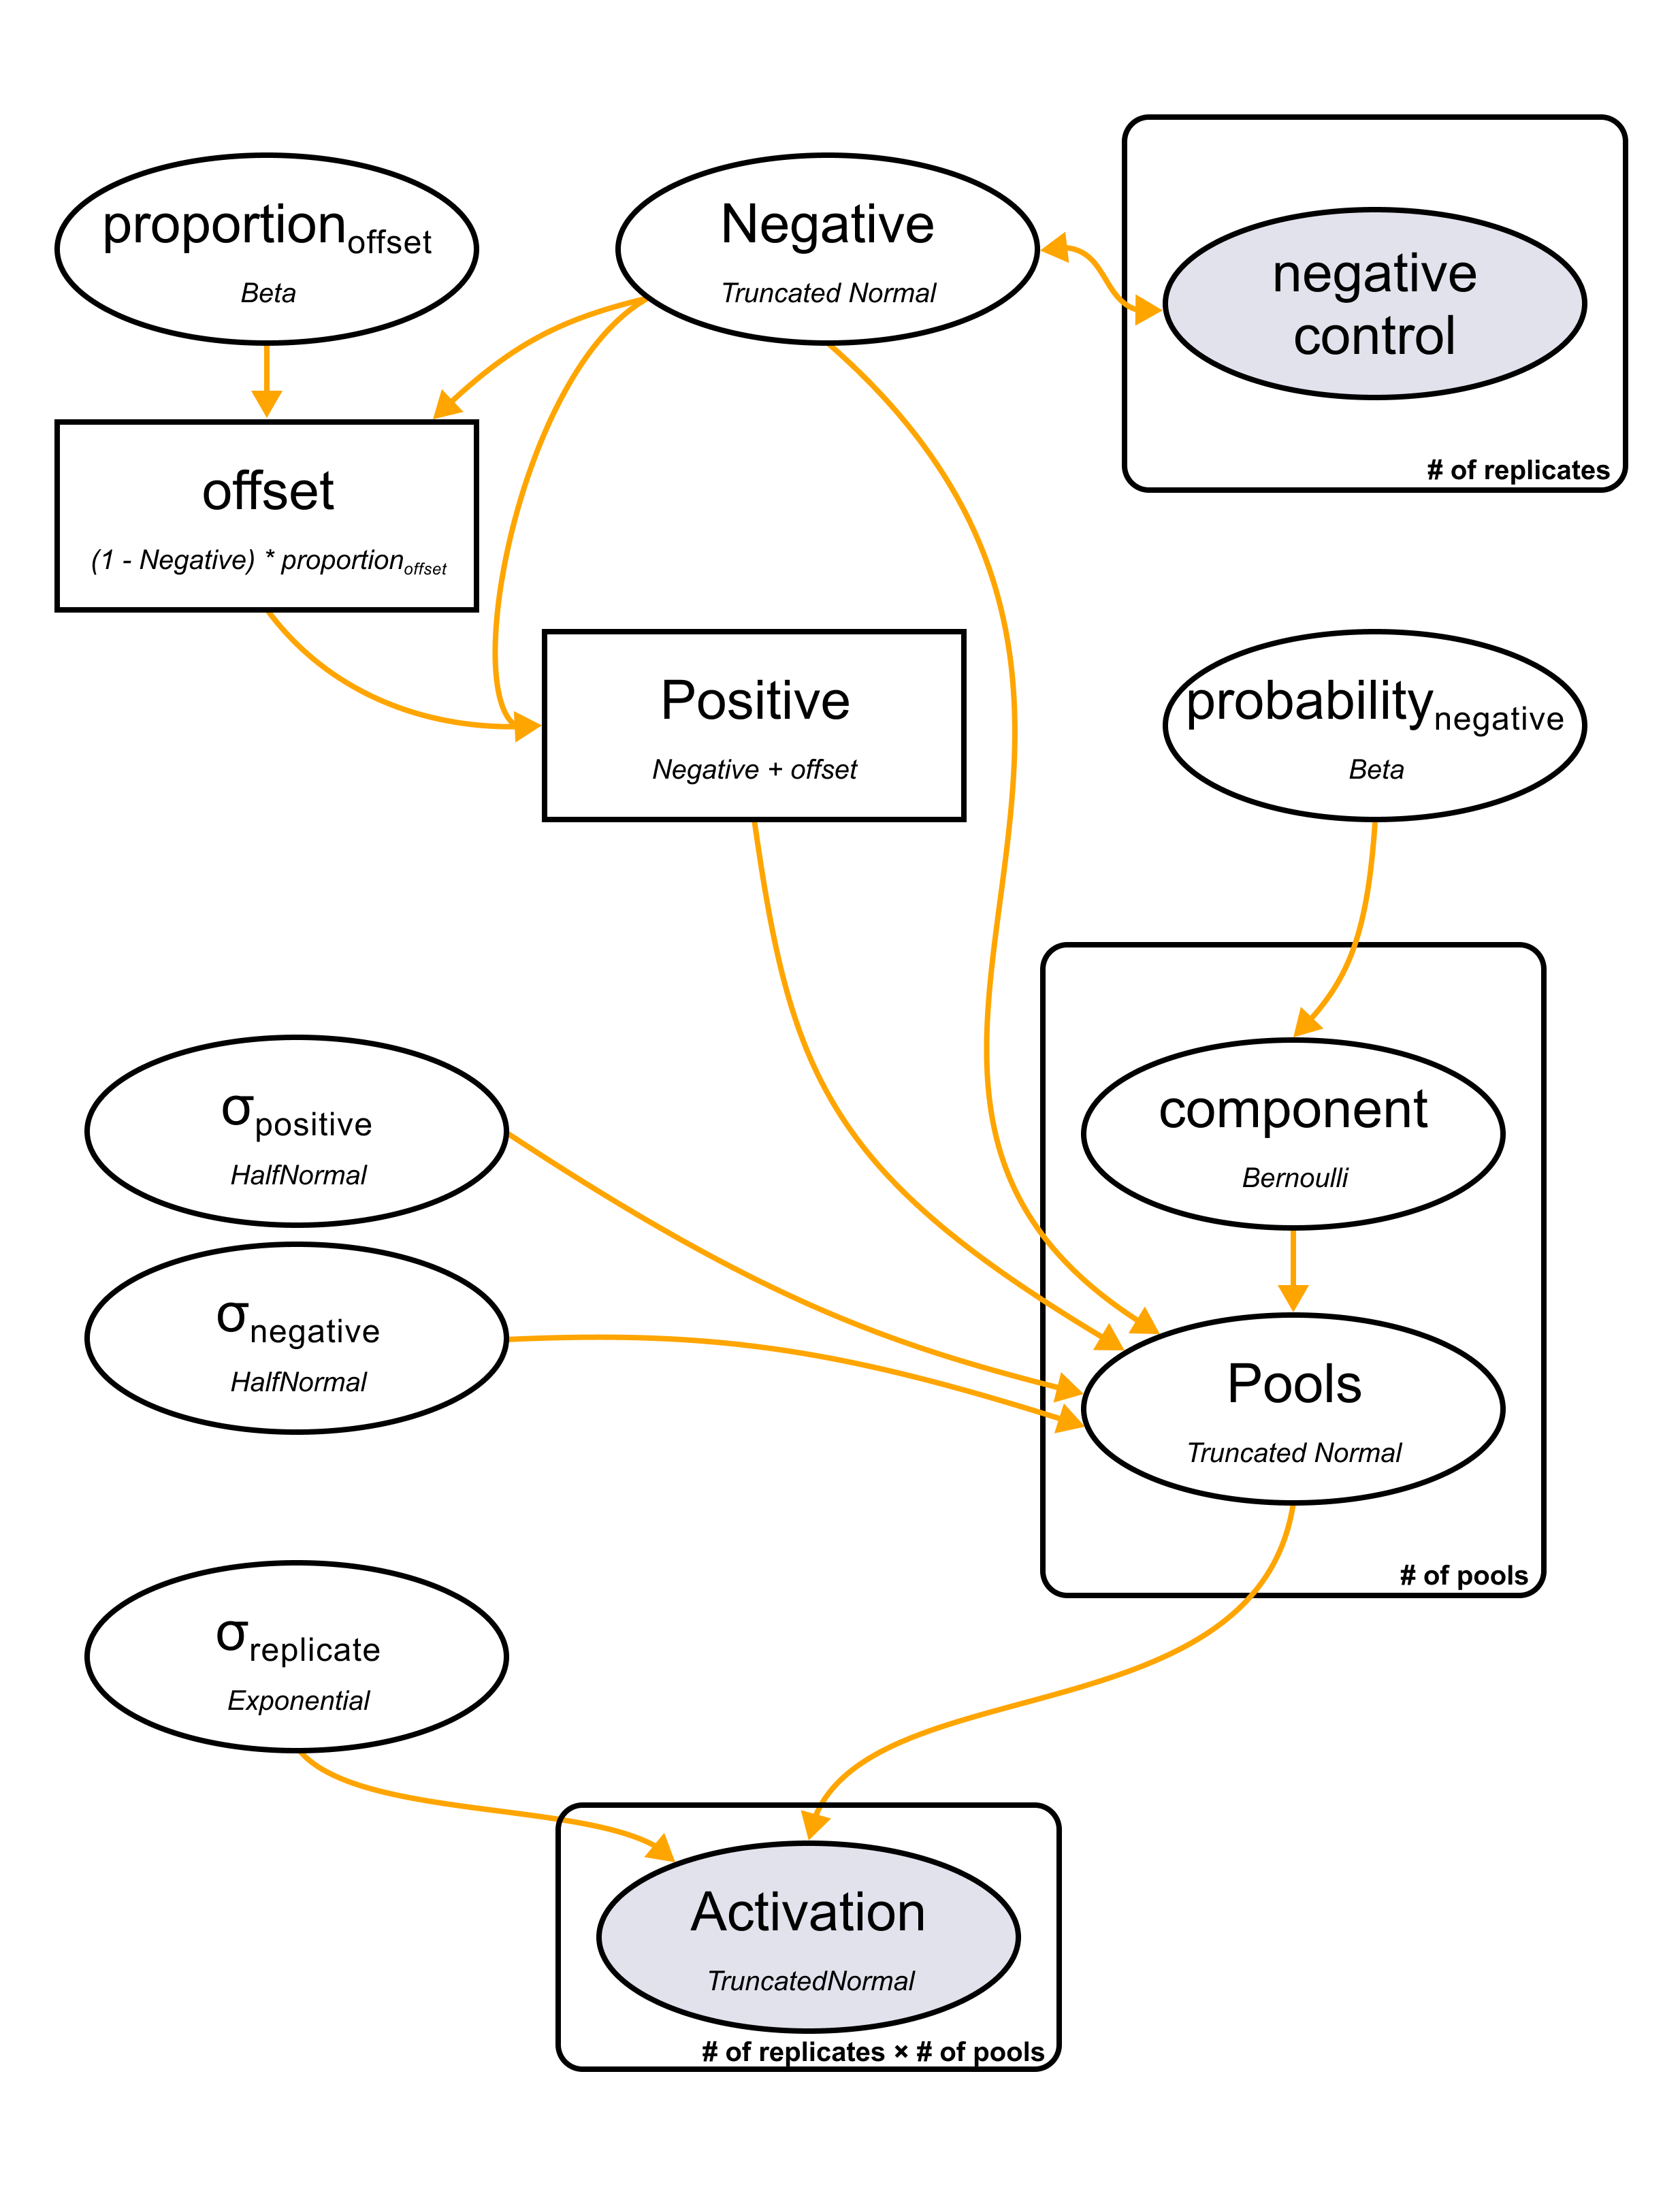 proportionoffset
Beta
Negative
Truncated Normal
negative
control
# of replicates
offset
(1 - Negative) * proportionoffset
Positive
Negative + offset
probabilitynegative
Beta
σpositive
HalfNormal
component
Bernoulli
σnegative
HalfNormal
Pools
Truncated Normal
# of pools
σreplicate
Exponential
Activation
TruncatedNormal
# of replicates × # of pools